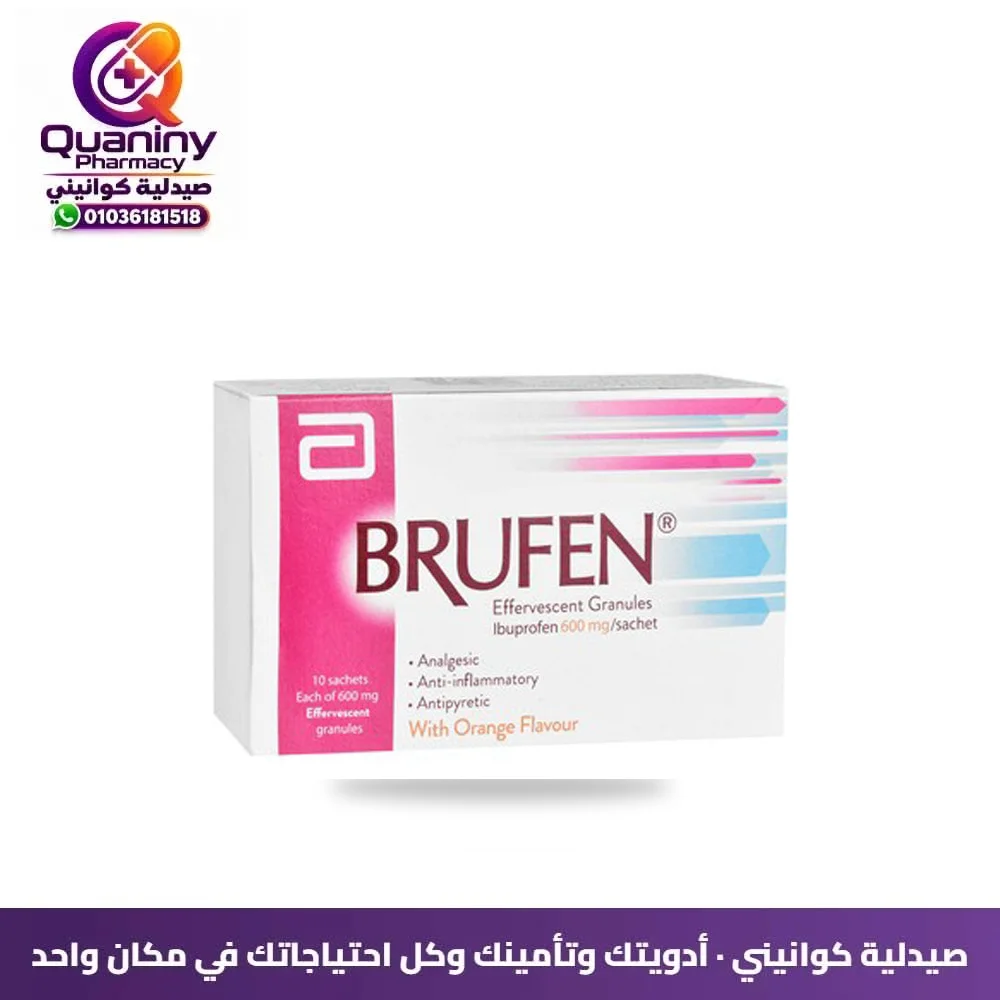 Quaniny
Pharmacy
صيدلية كوانيني
01036181518
BRUFEN®
Effervescent Granules
Ibuprofen 600 mg/sachet
• Analgesic
• Anti-inflammatory
• Antipyretic
With Orange Flavour
10 sachets
Each of 600 mg
Effervescent
granules
صيدلية كوانيني · أدويتك وتأمينك وكل احتياجاتك في مكان واحد